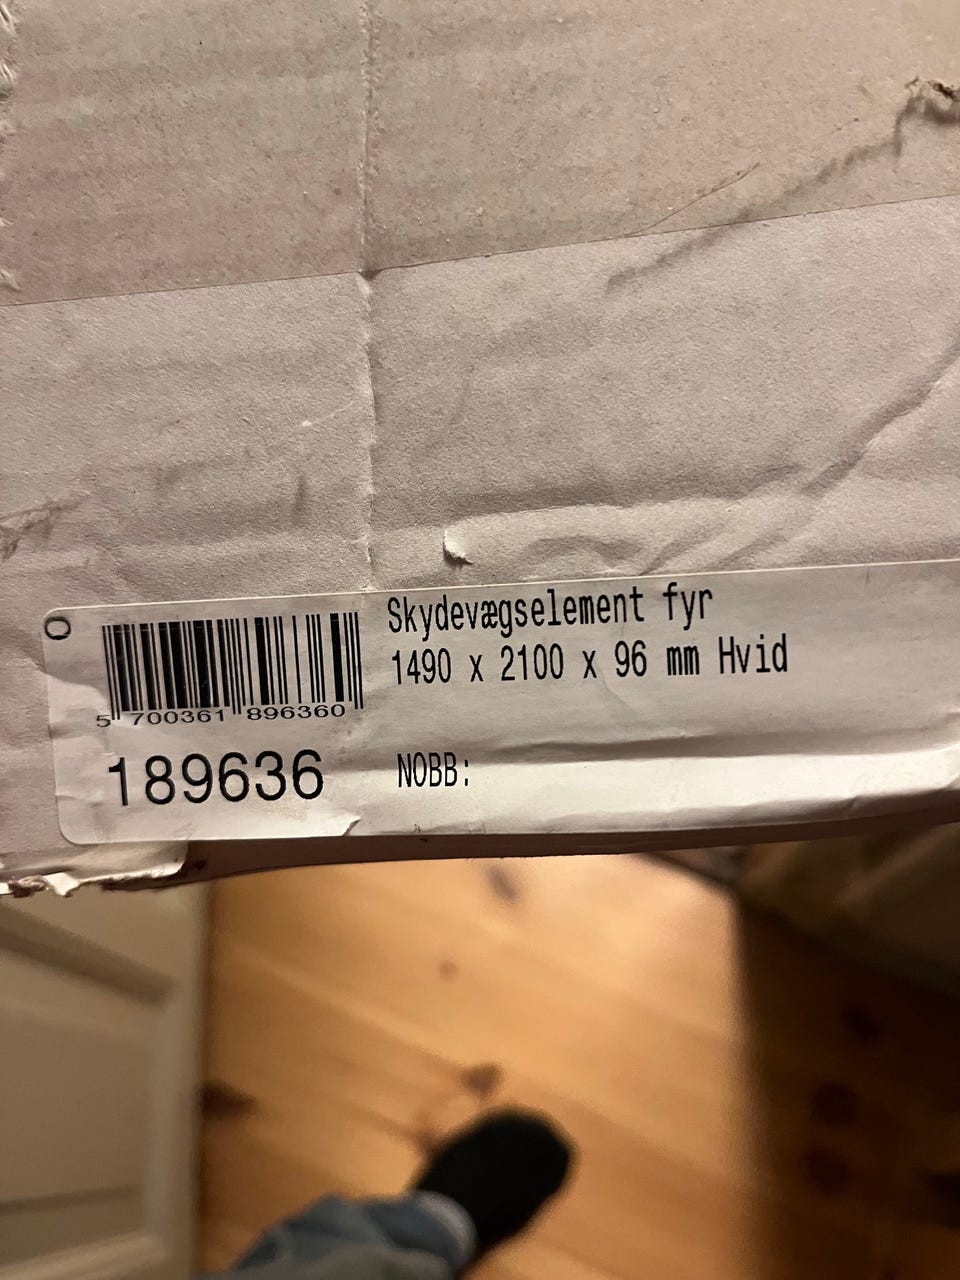 O
Skydevægselement fyr
1490 x 2100 x 96 mm Hvid
5 700361 896360
189636
NOBB: